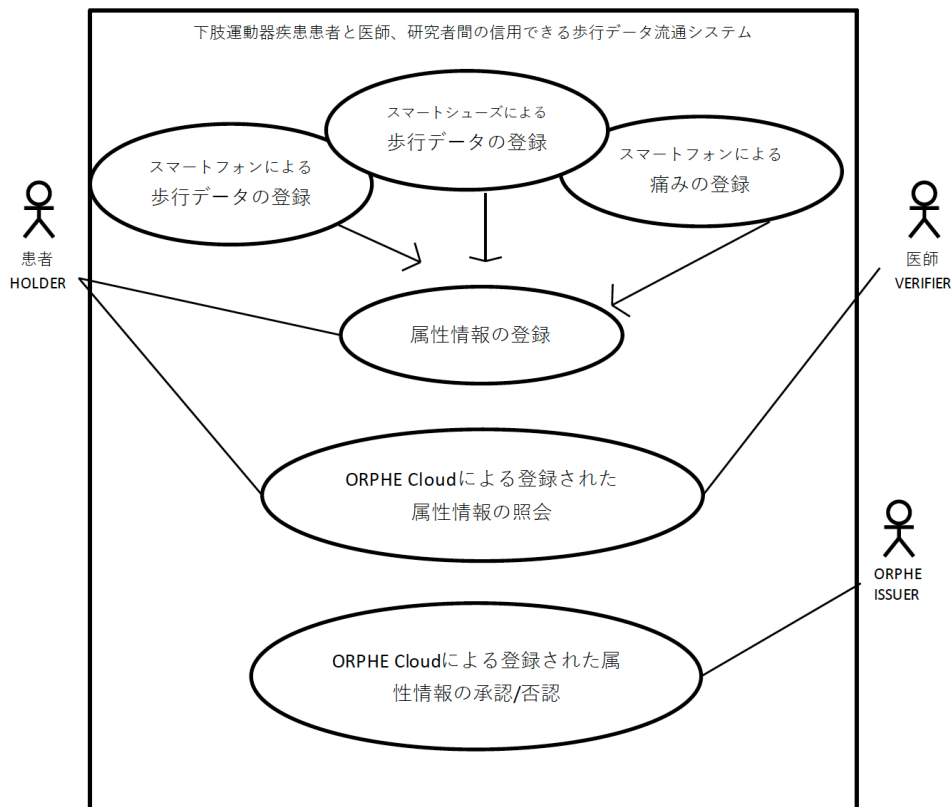 下肢運動器疾患患者と医師、研究者間の信用できる歩行データ流通システム
スマートシューズによる
歩行データの登録
スマートフォンによる
歩行データの登録
スマートフォンによる
痛みの登録
患者
HOLDER
医師
VERIFIER
属性情報の登録
ORPHE Cloudによる登録された
属性情報の照会
ORPHE
ISSUER
ORPHE Cloudによる登録された属
性情報の承認/否認